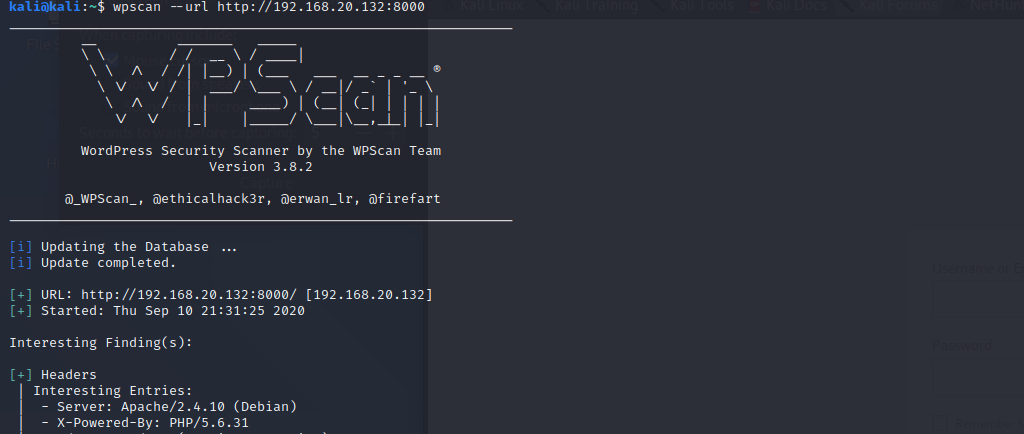 kali@kali:~$ wpscan --url http://192.168.20.132:8000
Kali Linux Kali Training Kali Tools Kali Docs Kali Forums NetHun
WPScan ®
WordPress Security Scanner by the WPScan Team
Version 3.8.2
@_WPScan_, @ethicalhack3r, @erwan_lr, @firefart
[i] Updating the Database ...
[i] Update completed.
[+] URL: http://192.168.20.132:8000/ [192.168.20.132]
[+] Started: Thu Sep 10 21:31:25 2020
Interesting Finding(s):
[+] Headers
| Interesting Entries:
| - Server: Apache/2.4.10 (Debian)
| - X-Powered-By: PHP/5.6.31
Username or E
Password